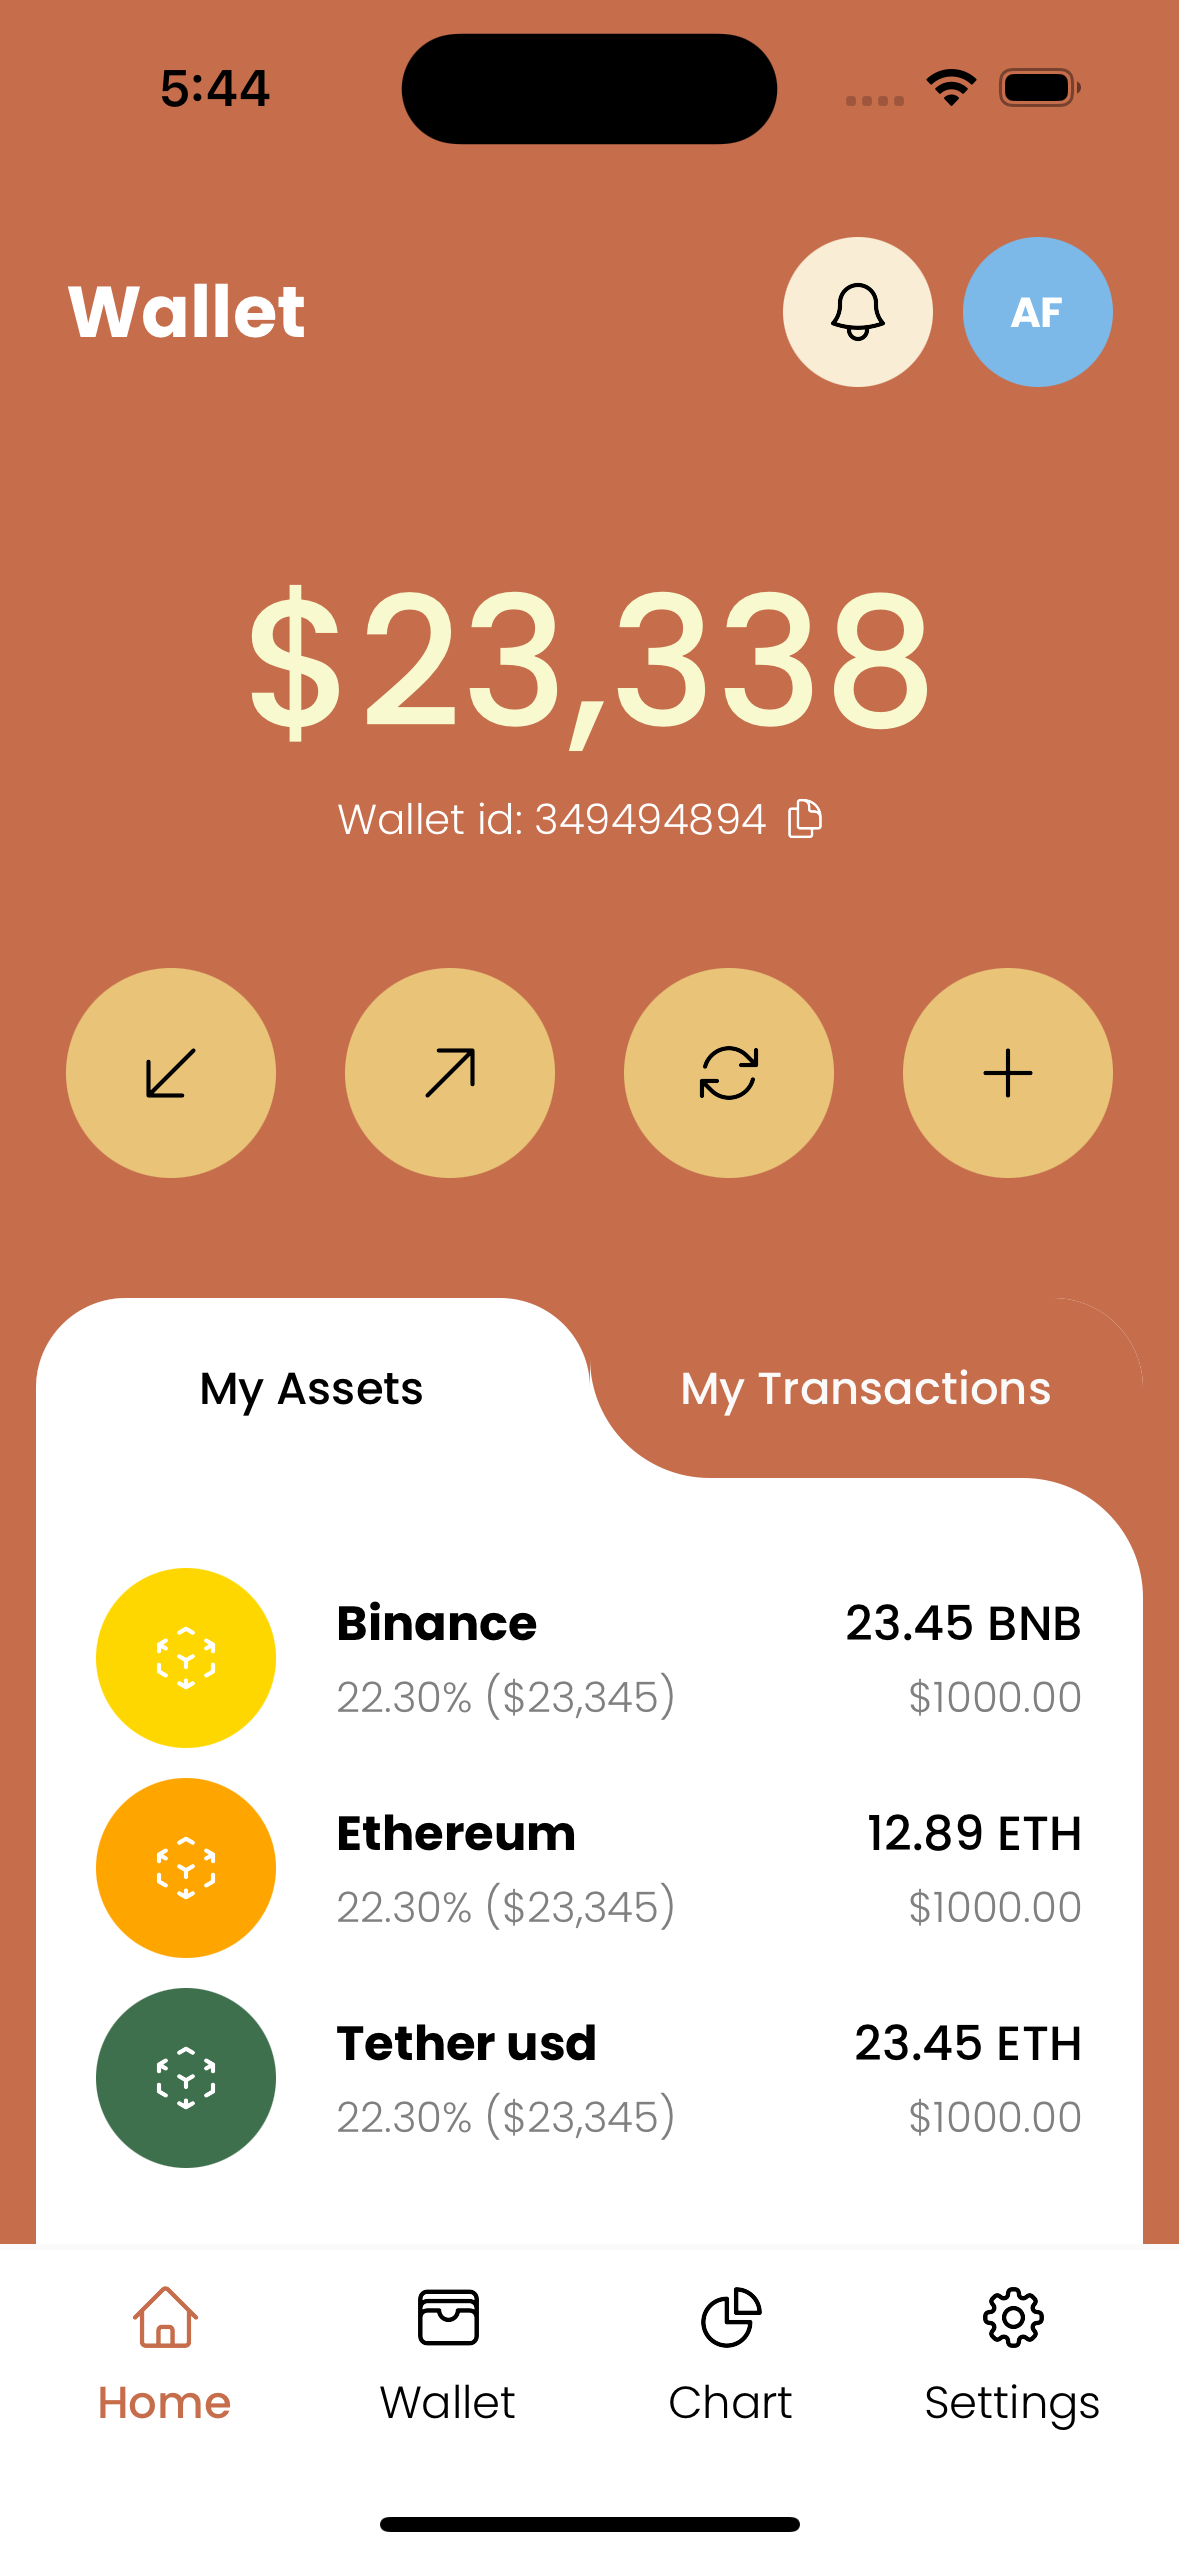 5:44
Wallet
AF
$23,338
Wallet id: 349494894
My Assets
My Transactions
Binance
23.45 BNB
22.30% ($23,345)
$1000.00
Ethereum
12.89 ETH
22.30% ($23,345)
$1000.00
Tether usd
23.45 ETH
22.30% ($23,345)
$1000.00
Home
Wallet
Chart
Settings